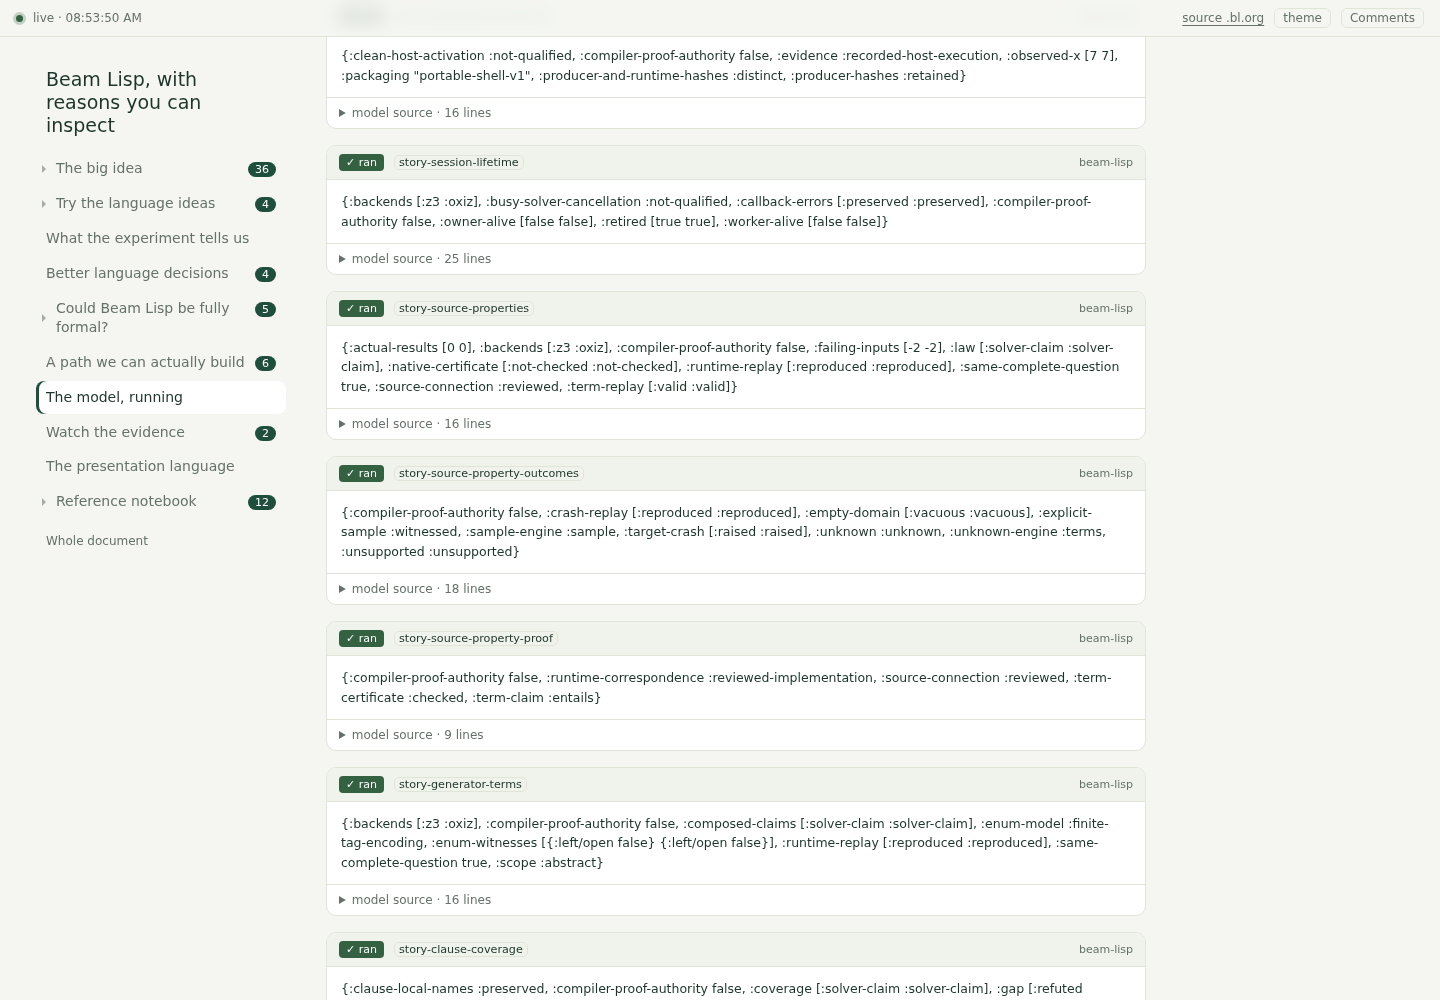 live · 08:53:50 AM
source .bl.org
theme
Comments
Beam Lisp, with
reasons you can
inspect
The big idea 36
Try the language ideas 4
What the experiment tells us
Better language decisions 4
Could Beam Lisp be fully
formal? 5
A path we can actually build 6
The model, running
Watch the evidence 2
The presentation language
Reference notebook 12
Whole document
{:clean-host-activation :not-qualified, :compiler-proof-authority false, :evidence :recorded-host-execution, :observed-x [7 7],
:packaging "portable-shell-v1", :producer-and-runtime-hashes :distinct, :producer-hashes :retained}
model source · 16 lines
✓ ran story-session-lifetime beam-lisp
{:backends [:z3 :oxiz], :busy-solver-cancellation :not-qualified, :callback-errors [:preserved :preserved], :compiler-proof-
authority false, :owner-alive [false false], :retired [true true], :worker-alive [false false]}
model source · 25 lines
✓ ran story-source-properties beam-lisp
{:actual-results [0 0], :backends [:z3 :oxiz], :compiler-proof-authority false, :failing-inputs [-2 -2], :law [:solver-claim :solver-
claim], :native-certificate [:not-checked :not-checked], :runtime-replay [:reproduced :reproduced], :same-complete-question
true, :source-connection :reviewed, :term-replay [:valid :valid]}
model source · 16 lines
✓ ran story-source-property-outcomes beam-lisp
{:compiler-proof-authority false, :crash-replay [:reproduced :reproduced], :empty-domain [:vacuous :vacuous], :explicit-
sample :witnessed, :sample-engine :sample, :target-crash [:raised :raised], :unknown :unknown, :unknown-engine :terms,
:unsupported :unsupported}
model source · 18 lines
✓ ran story-source-property-proof beam-lisp
{:compiler-proof-authority false, :runtime-correspondence :reviewed-implementation, :source-connection :reviewed, :term-
certificate :checked, :term-claim :entails}
model source · 9 lines
✓ ran story-generator-terms beam-lisp
{:backends [:z3 :oxiz], :compiler-proof-authority false, :composed-claims [:solver-claim :solver-claim], :enum-model :finite-
tag-encoding, :enum-witnesses [{:left/open false} {:left/open false}], :runtime-replay [:reproduced :reproduced], :same-
complete-question true, :scope :abstract}
model source · 16 lines
✓ ran story-clause-coverage beam-lisp
{:clause-local-names :preserved, :compiler-proof-authority false, :coverage [:solver-claim :solver-claim], :gap [:refuted